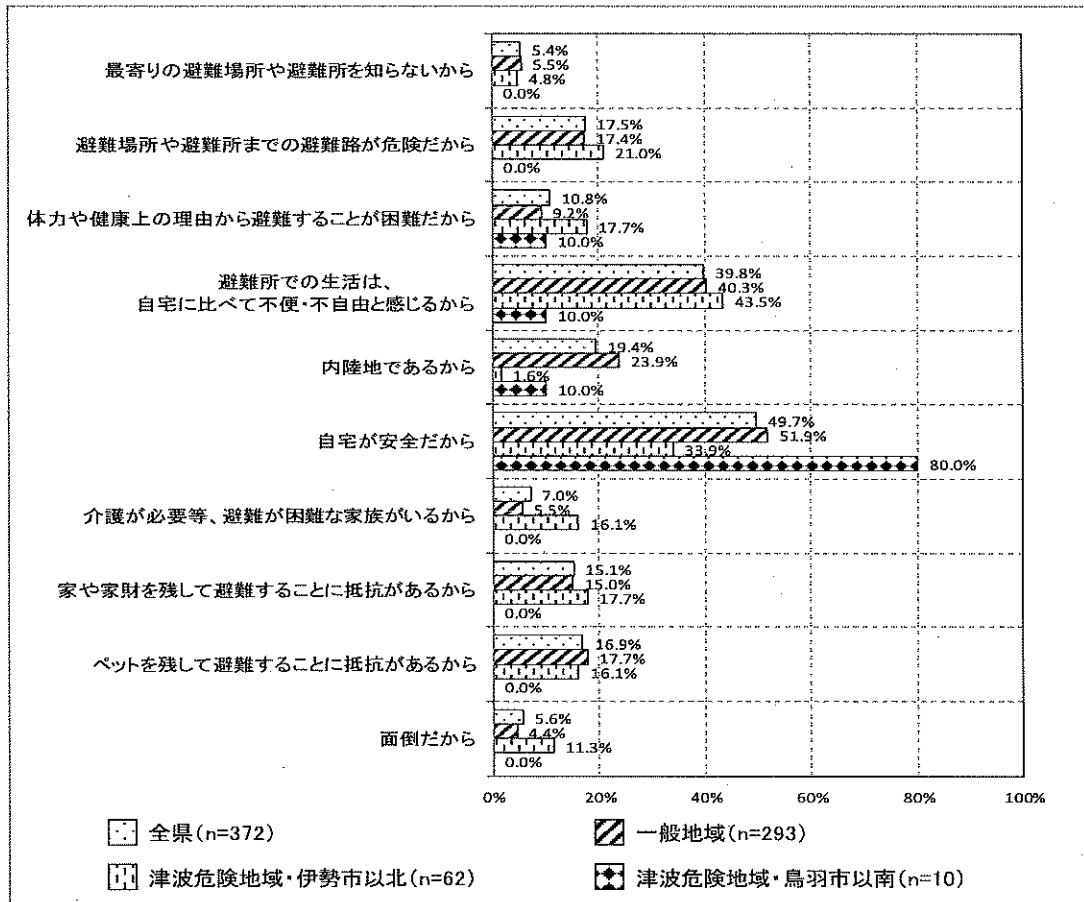 最寄りの避難場所や避難所を知らないから
5.4%
5.5%
4.8%
0.0%
避難場所や避難所までの避難路が危険だから
17.5%
17.4%
21.0%
0.0%
体力や健康上の理由から避難することが困難だから
10.8%
9.2%
17.7%
10.0%
避難所での生活は、
自宅に比べて不便・不自由と感じるから
39.8%
40.3%
43.5%
10.0%
内陸地であるから
19.4%
23.9%
1.6%
10.0%
自宅が安全だから
49.7%
51.9%
33.9%
80.0%
介護が必要等、避難が困難な家族がいるから
7.0%
5.5%
16.1%
0.0%
家や家財を残して避難することに抵抗があるから
15.1%
15.0%
17.7%
0.0%
ペットを残して避難することに抵抗があるから
16.9%
17.7%
16.1%
0.0%
面倒だから
5.6%
4.4%
11.3%
0.0%
0% 20% 40% 60% 80% 100%
全県(n=372) 一般地域(n=293)
津波危険地域・伊勢市以北(n=62) 津波危険地域・鳥羽市以南(n=10)